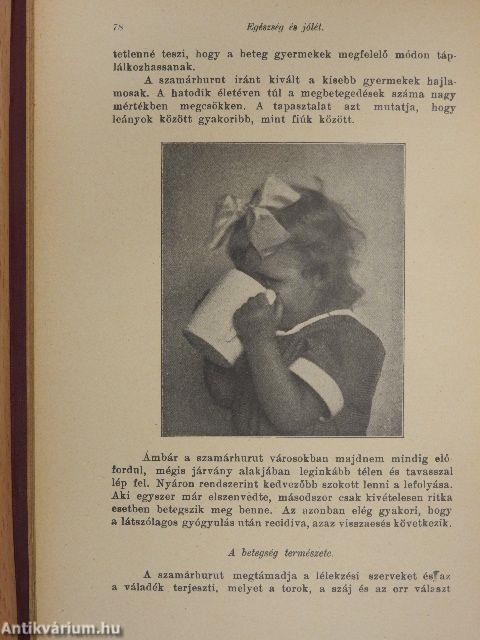 78
Egészség és jólét.
tetlenné teszi, hogy a beteg gyermekek megfelelő módon táp-
lálkozhassanak.
A szamárhurut iránt kivált a kisebb gyermekek hajla-
mosak. A hatodik életéven túl a megbetegedések száma nagy
mértékben megcsökken. A tapasztalat azt mutatja, hogy
leányok között gyakoribb, mint fiúk között.
Ámbár a szamárhurut városokban majdnem mindig elő
fordul, mégis járvány alakjában leginkább télen és tavasszal
lép fel. Nyáron rendszerint kedvezőbb szokott lenni a lefolyása.
Aki egyszer már elszenvedte, másodszor csak kivételesen ritka
esetben betegszik meg benne. Az azonban elég gyakori, hogy
a látszólagos gyógyulás után recidiva, azaz visszaesés következik.
A betegség természete.
A szamárhurut megtámadja a lélekzési szerveket és az
a váladék terjeszti, melyet a torok, a száj és az orr választ
Antikvárium.hu